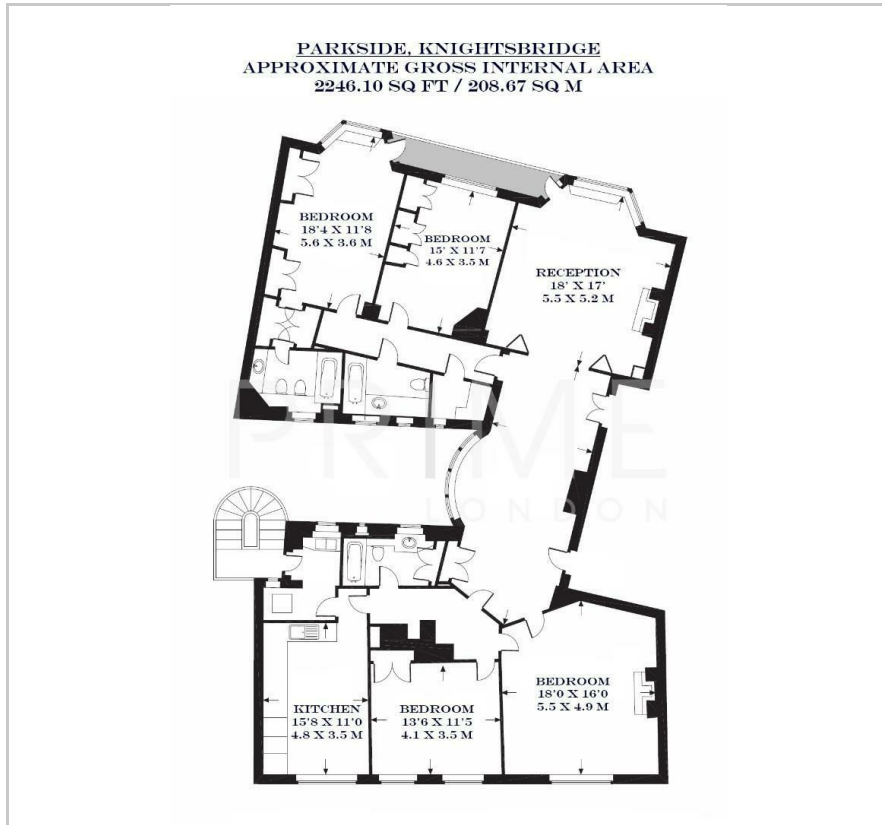 PARKSIDE, KNIGHTSBRIDGE
APPROXIMATE GROSS INTERNAL AREA
2246.10 SQ FT / 208.67 SQ M
BEDROOM
18'4 X 11'8
5.6 X 3.6 M
BEDROOM
15' X 11'7
4.6 X 3.5 M
RECEPTION
18' X 17'
5.5 X 5.2 M
PRIME
LONDON
KITCHEN
15'8 X 11'0
4.8 X 3.5 M
BEDROOM
13'6 X 11'5
4.1 X 3.5 M
BEDROOM
18'0 X 16'0
5.5 X 4.9 M